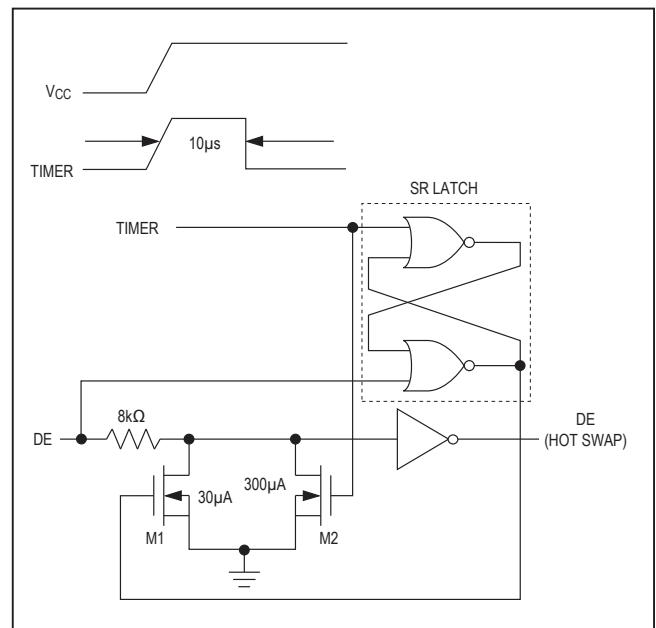 VCC
10µs
TIMER
SR LATCH
TIMER
DE
8kΩ
DE
(HOT SWAP)
30µA
300µA
M1
M2